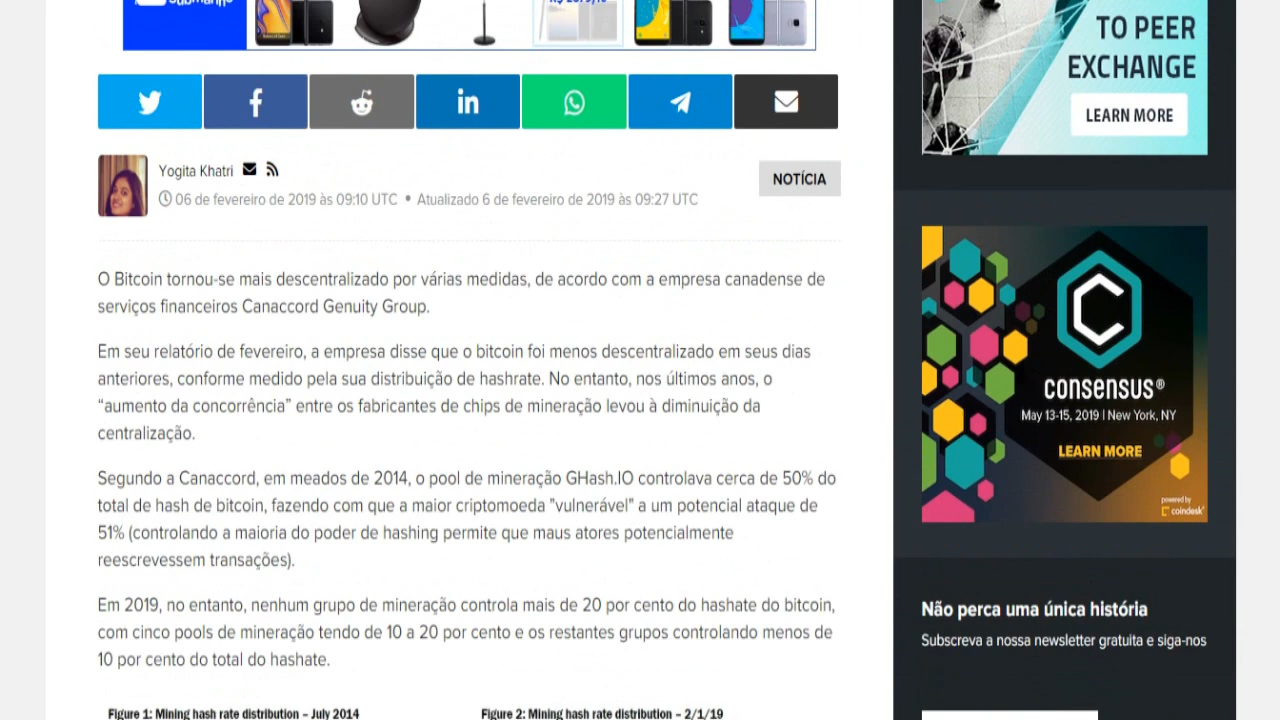 Submarino
TO PEER
EXCHANGE
LEARN MORE
Yogita Khatri
06 de fevereiro de 2019 às 09:10 UTC • Atualizado 6 de fevereiro de 2019 às 09:27 UTC
NOTÍCIA
O Bitcoin tornou-se mais descentralizado por várias medidas, de acordo com a empresa canadense de
serviços financeiros Canaccord Genuity Group.
Em seu relatório de fevereiro, a empresa disse que o bitcoin foi menos descentralizado em seus dias
anteriores, conforme medido pela sua distribuição de hashrate. No entanto, nos últimos anos, o
“aumento da concorrência” entre os fabricantes de chips de mineração levou à diminuição da
centralização.
Segundo a Canaccord, em meados de 2014, o pool de mineração GHash.IO controlava cerca de 50% do
total de hash de bitcoin, fazendo com que a maior criptomoeda "vulnerável" a um potencial ataque de
51% (controlando a maioria do poder de hashing permite que maus atores potencialmente
reescrevessem transações).
Em 2019, no entanto, nenhum grupo de mineração controla mais de 20 por cento do hashate do bitcoin,
com cinco pools de mineração tendo de 10 a 20 por cento e os restantes grupos controlando menos de
10 por cento do total do hashate.
Figure 1: Mining hash rate distribution – July 2014
Figure 2: Mining hash rate distribution – 2/1/19
consensus®
May 13-15, 2019 | New York, NY
LEARN MORE
powered by
coindesk
Não perca uma única história
Subscreva a nossa newsletter gratuita e siga-nos